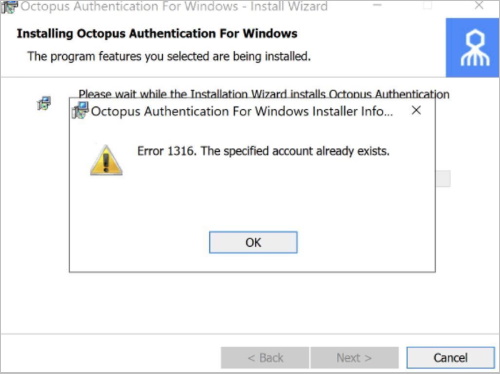 Octopus Authentication For Windows - Install Wizard
Installing Octopus Authentication For Windows
The program features you selected are being installed.
Please wait while the Installation Wizard installs Octopus Authentication
Octopus Authentication For Windows Installer Info...
Error 1316. The specified account already exists.
OK
< Back
Next >
Cancel